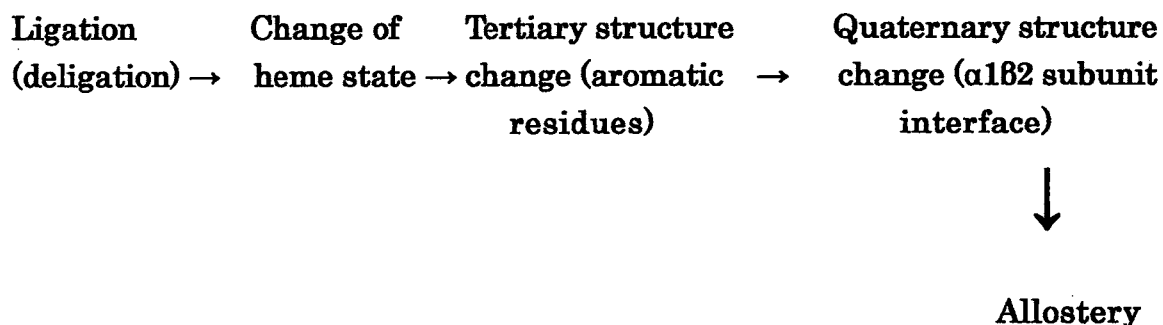 Ligation Change of Tertiary structure Quaternary structure
(deligation) → heme state → change (aromatic → change (α1β2 subunit
residues) interface)
↓
Allostery